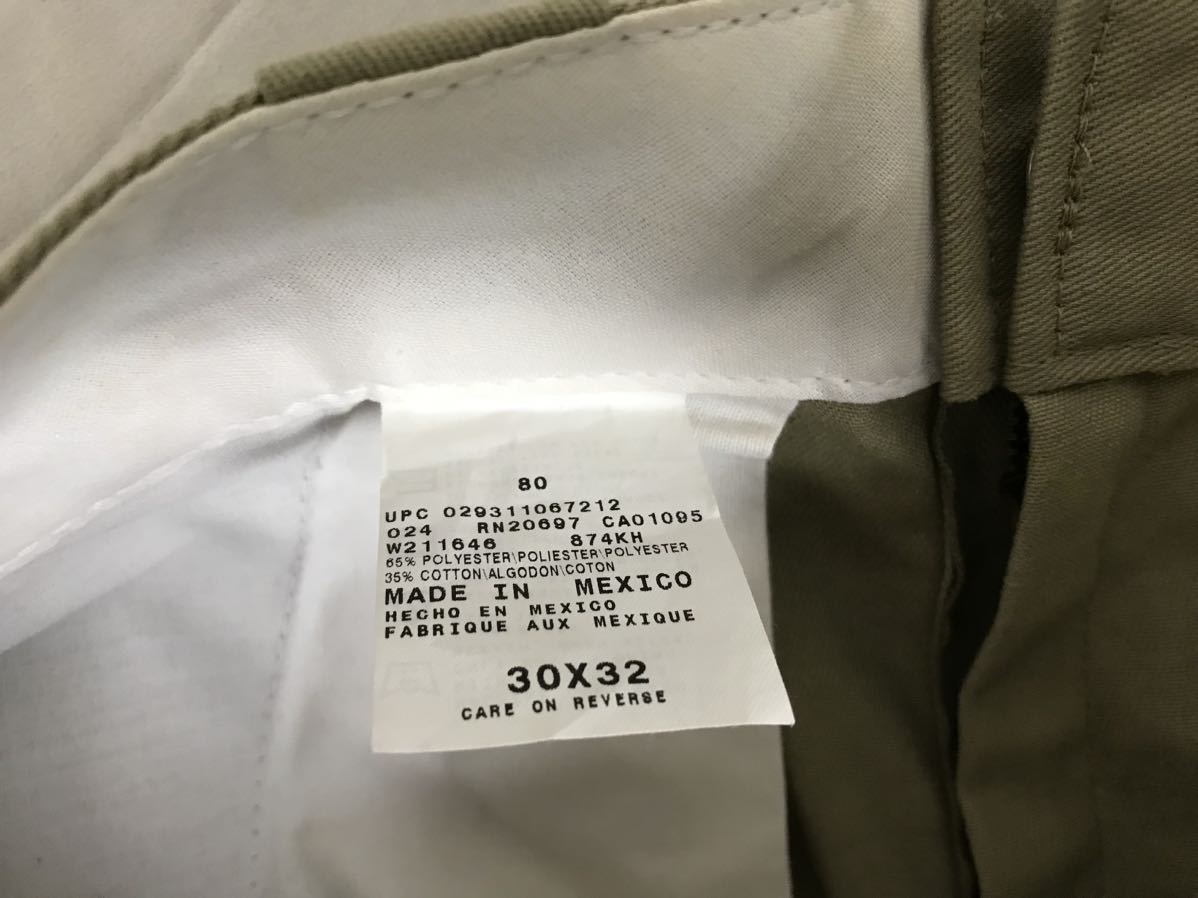 80
UPC 029311067212
024 RN20697 CA01095
W211646 874KH
65% POLYESTER\POLIESTER\POLYESTER
35% COTTON\ALGODON\COTON
MADE IN MEXICO
HECHO EN MEXICO
FABRIQUE AUX MEXIQUE
30X32
CARE ON REVERSE